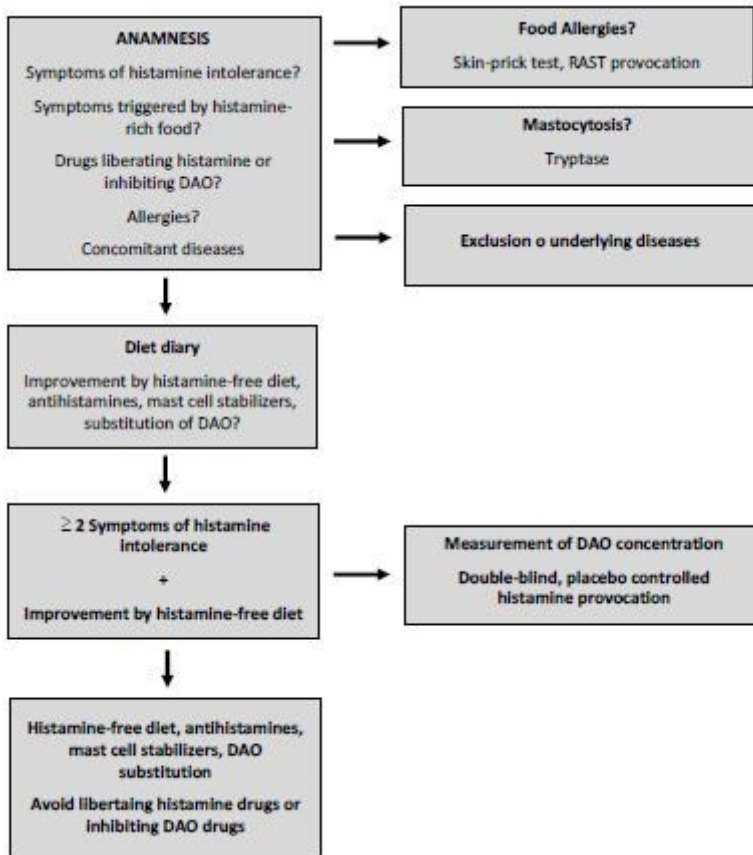 ANAMNESIS
Symptoms of histamine intolerance?
Symptoms triggered by histamine-
rich food?
Drugs liberating histamine or
inhibiting DAO?
Allergies?
Concomitant diseases
Food Allergies?
Skin-prick test, RAST provocation
Mastocytosis?
Tryptase
Exclusion o underlying diseases
Diet diary
Improvement by histamine-free diet,
antihistamines, mast cell stabilizers,
substitution of DAO?
≥ 2 Symptoms of histamine
intolerance
+
Improvement by histamine-free diet
Measurement of DAO concentration
Double-blind, placebo controlled
histamine provocation
Histamine-free diet, antihistamines,
mast cell stabilizers, DAO
substitution
Avoid libertaing histamine drugs or
inhibiting DAO drugs